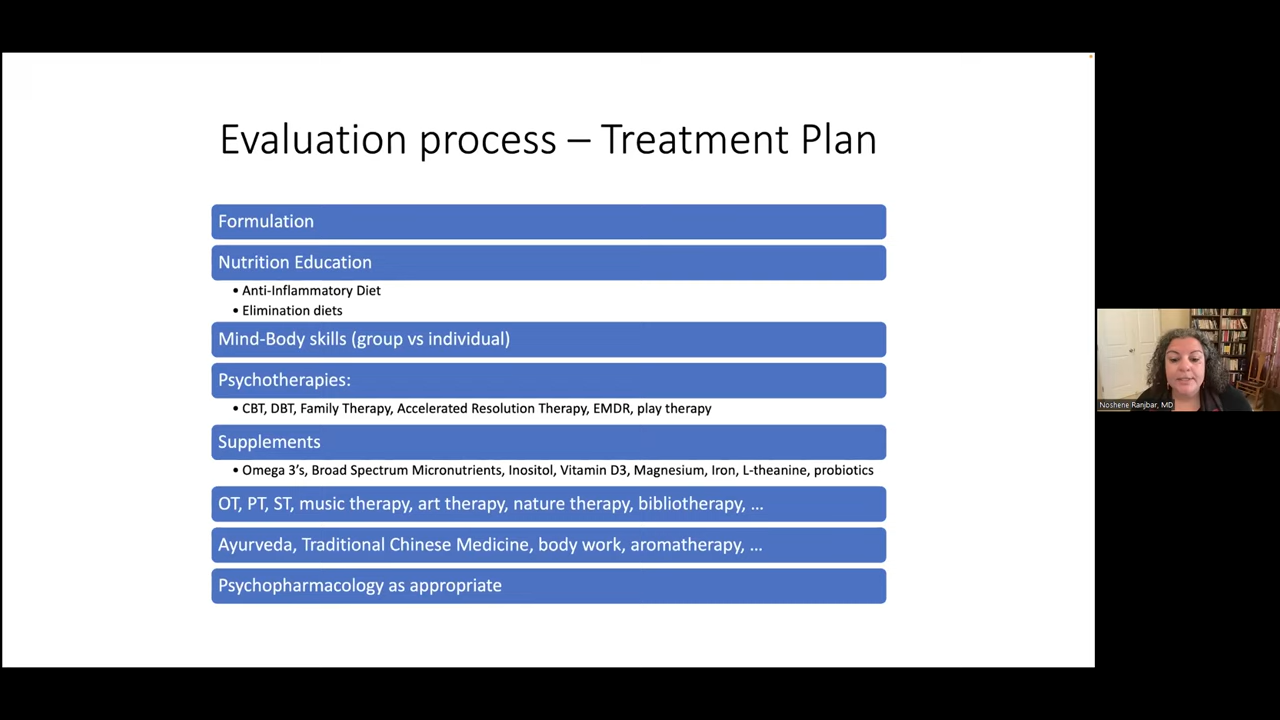 Evaluation process – Treatment Plan
Formulation
Nutrition Education
• Anti-Inflammatory Diet
• Elimination diets
Mind-Body skills (group vs individual)
Psychotherapies:
• CBT, DBT, Family Therapy, Accelerated Resolution Therapy, EMDR, play therapy
Supplements
• Omega 3’s, Broad Spectrum Micronutrients, Inositol, Vitamin D3, Magnesium, Iron, L-theanine, probiotics
OT, PT, ST, music therapy, art therapy, nature therapy, bibliotherapy, …
Ayurveda, Traditional Chinese Medicine, body work, aromatherapy, …
Psychopharmacology as appropriate
Noshene Ranjbar, MD